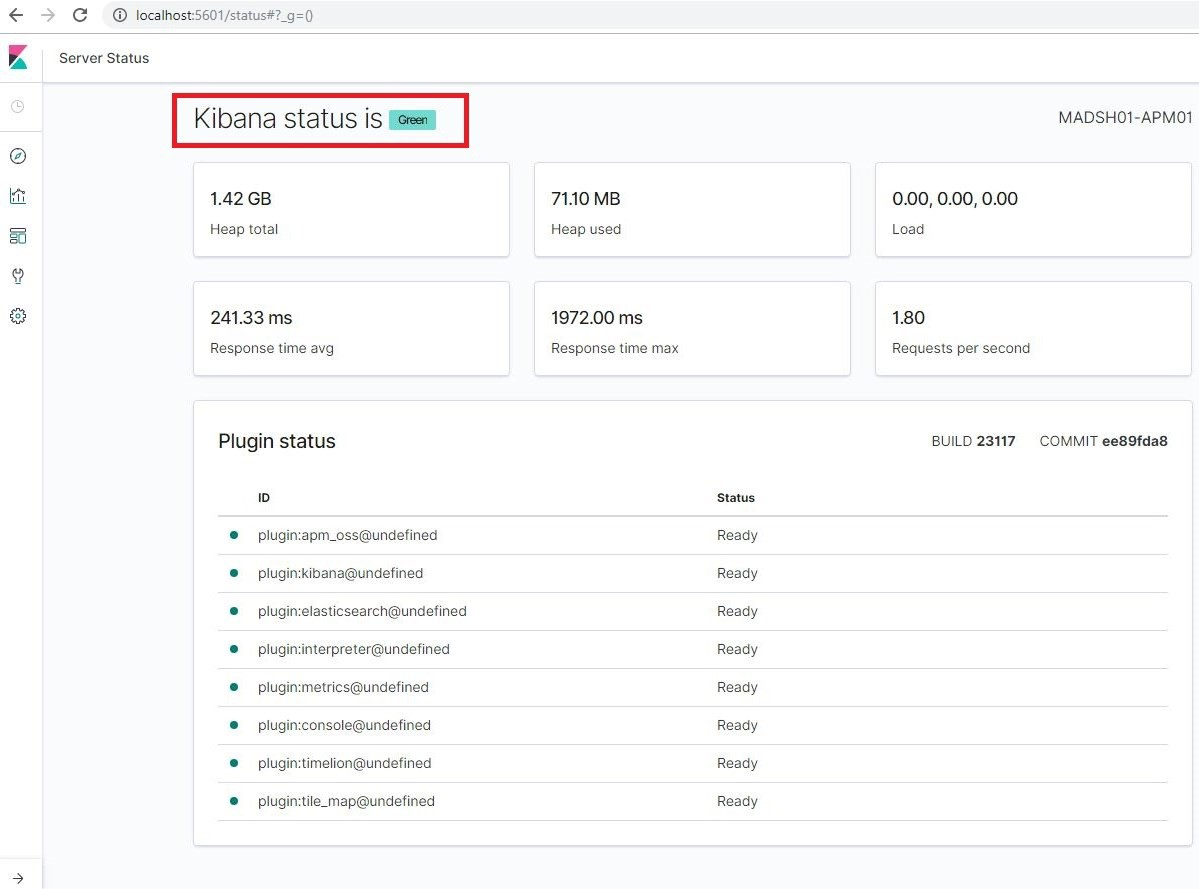 localhost:5601/status#?_g=()
Server Status
Kibana status is Green
MADSH01-APM01
1.42 GB
Heap total
71.10 MB
Heap used
0.00, 0.00, 0.00
Load
241.33 ms
Response time avg
1972.00 ms
Response time max
1.80
Requests per second
Plugin status
BUILD 23117 COMMIT ee89fda8
ID Status
plugin:apm_oss@undefined Ready
plugin:kibana@undefined Ready
plugin:elasticsearch@undefined Ready
plugin:interpreter@undefined Ready
plugin:metrics@undefined Ready
plugin:console@undefined Ready
plugin:timelion@undefined Ready
plugin:tile_map@undefined Ready